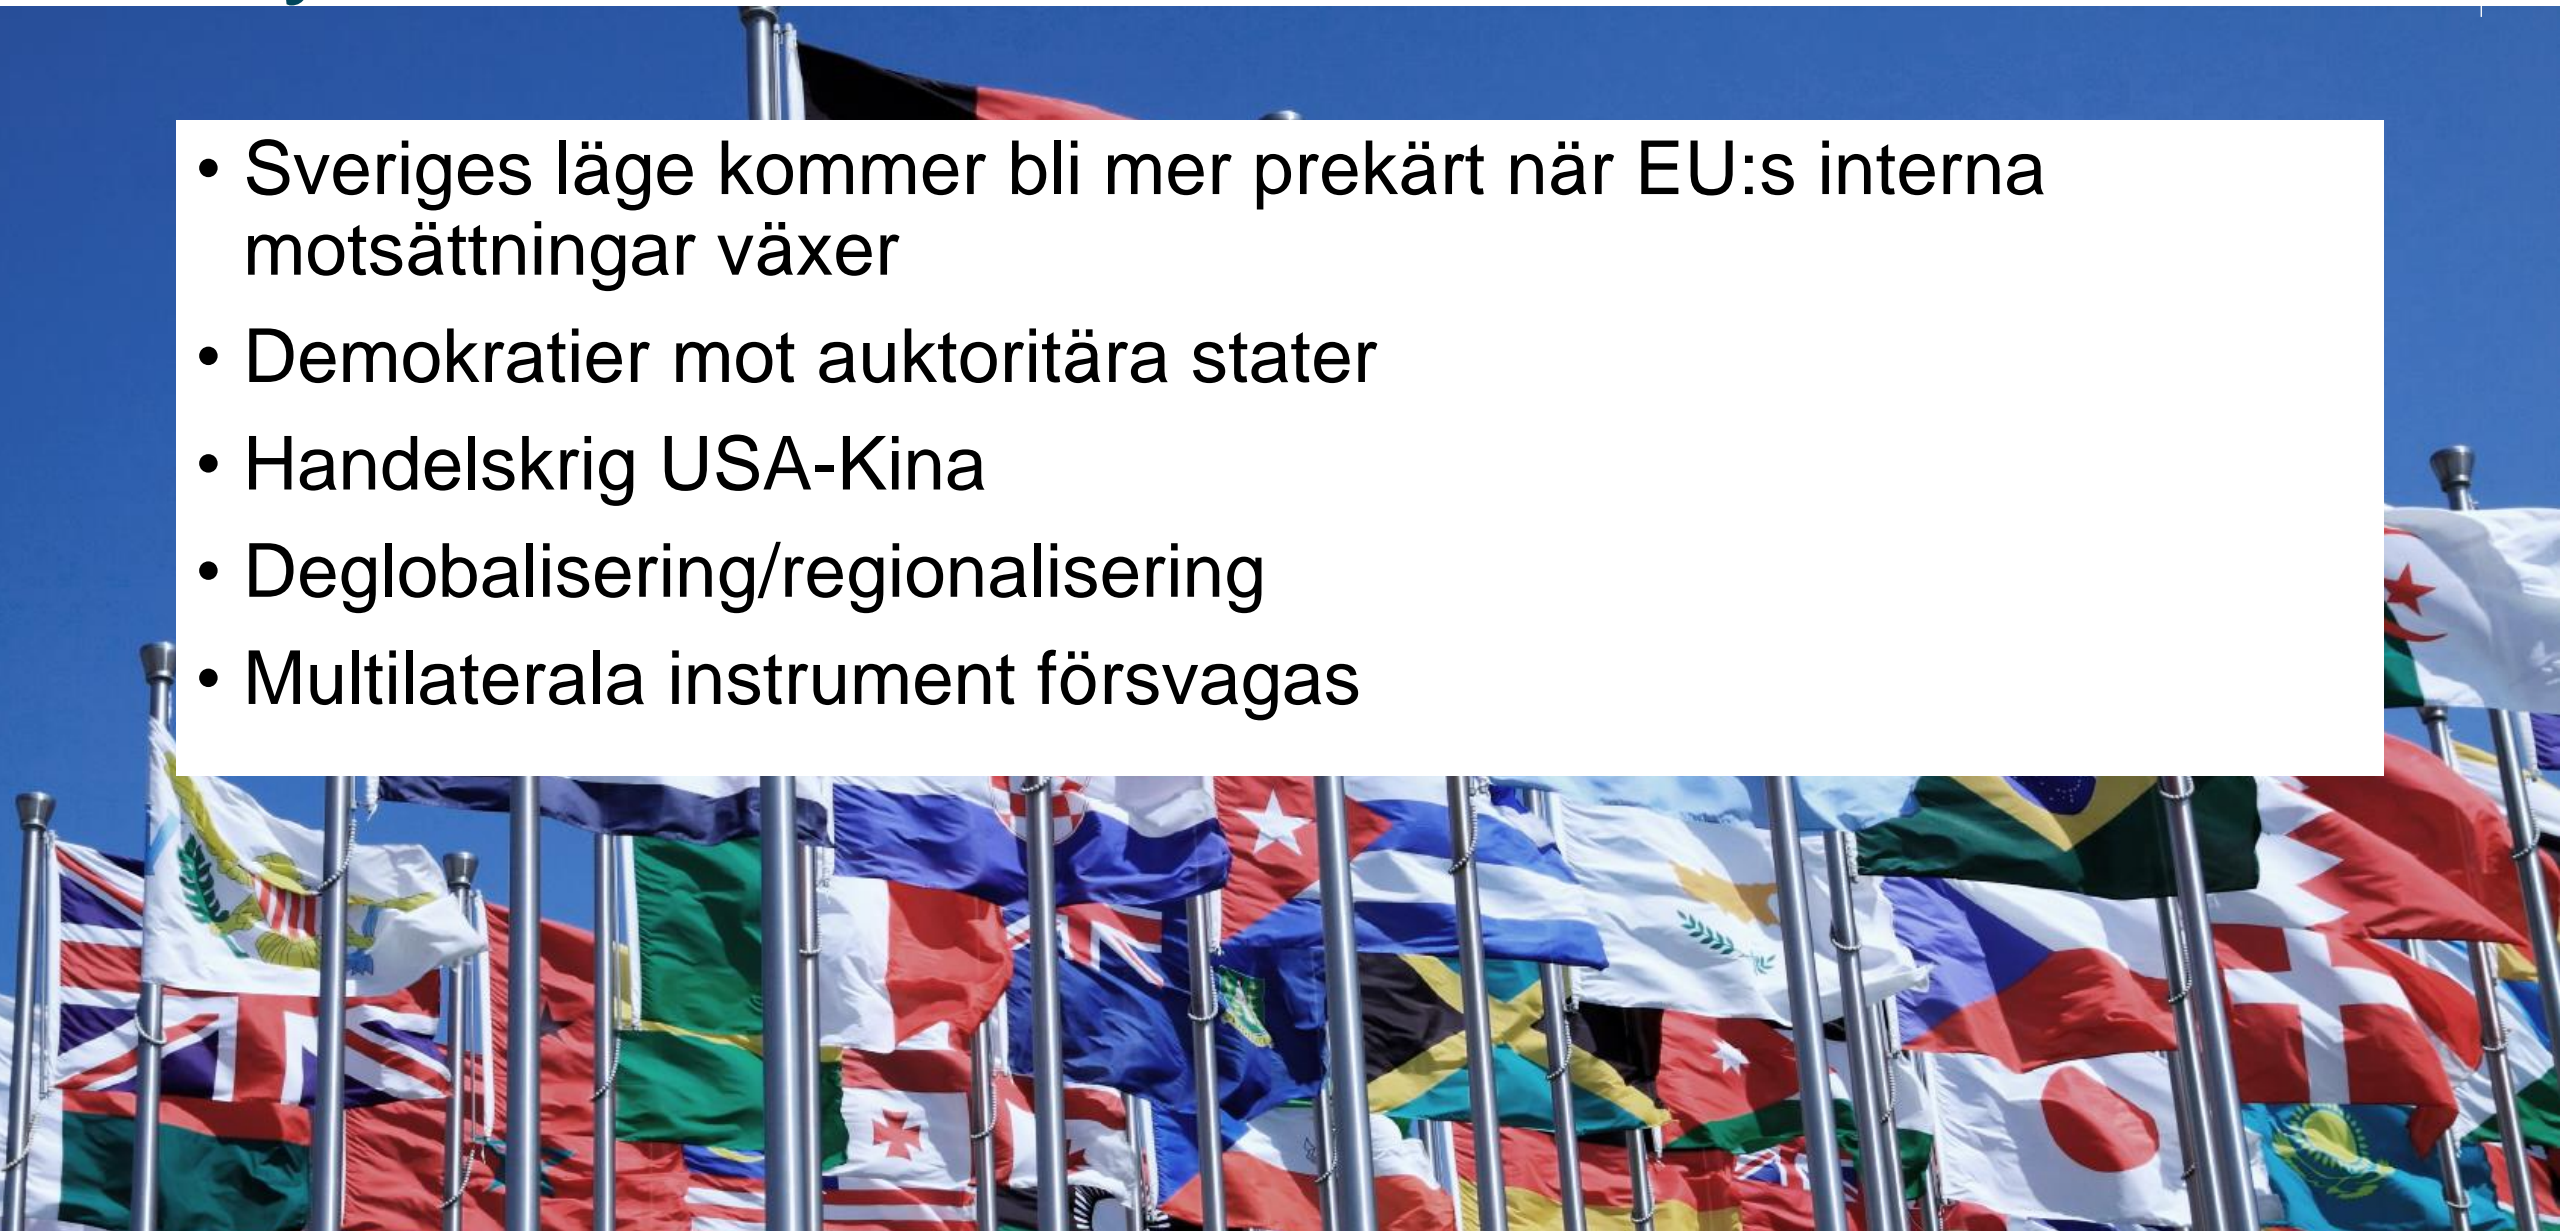 • Sveriges läge kommer bli mer prekärt när EU:s interna
motsättningar växer
• Demokratier mot auktoritära stater
• Handelskrig USA-Kina
• Deglobalisering/regionalisering
• Multilaterala instrument försvagas